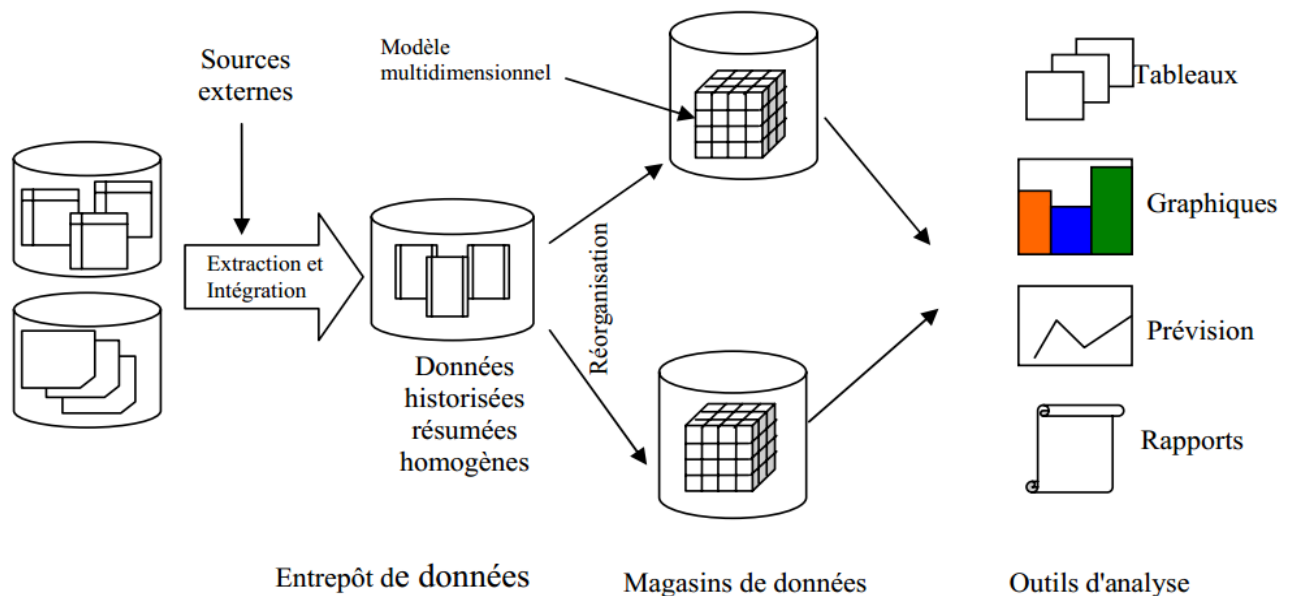 Sources
externes
Modèle
multidimensionnel
Tableaux
Extraction et
Intégration
Réorganisation
Graphiques
Données
historisées
résumées
homogènes
Prévision
Rapports
Entrepôt de données
Magasins de données
Outils d'analyse